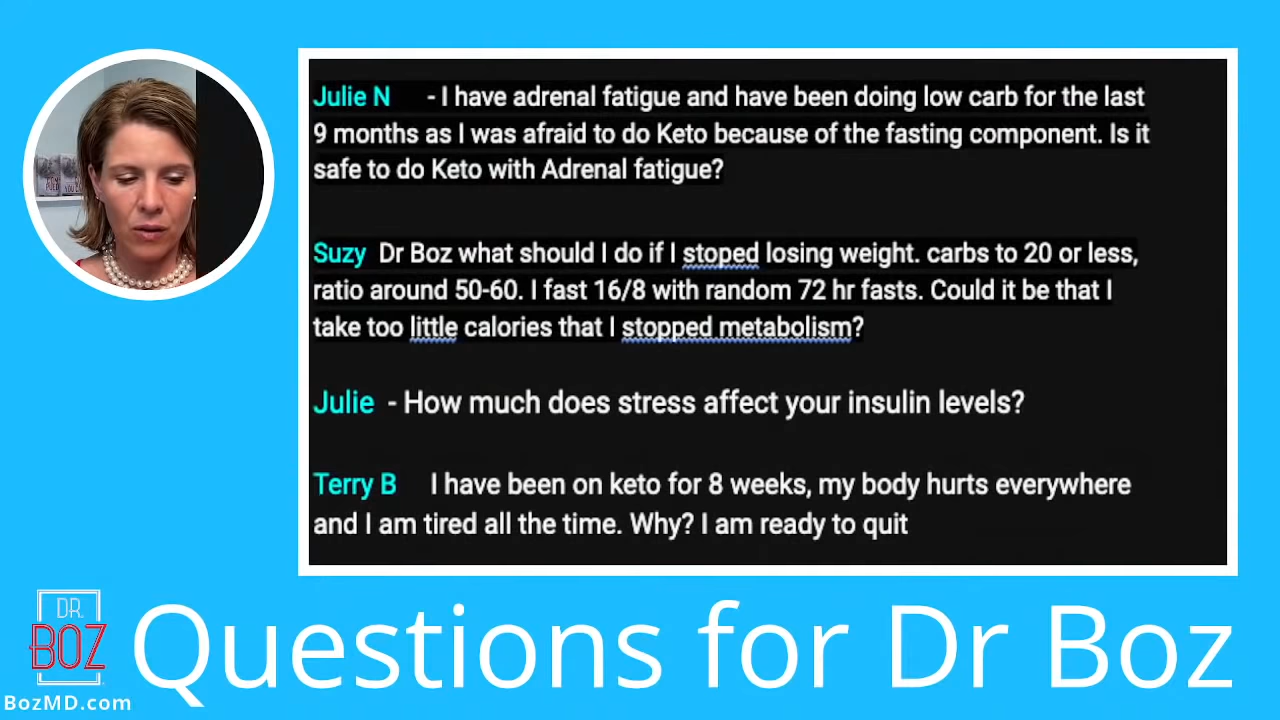 Julie N - I have adrenal fatigue and have been doing low carb for the last
9 months as I was afraid to do Keto because of the fasting component. Is it
safe to do Keto with Adrenal fatigue?
Suzy Dr Boz what should I do if I stoped losing weight. carbs to 20 or less,
ratio around 50-60. I fast 16/8 with random 72 hr fasts. Could it be that I
take too little calories that I stopped metabolism?
Julie - How much does stress affect your insulin levels?
Terry B I have been on keto for 8 weeks, my body hurts everywhere
and I am tired all the time. Why? I am ready to quit
DR.
BOZ
Questions for Dr Boz
BozMD.com